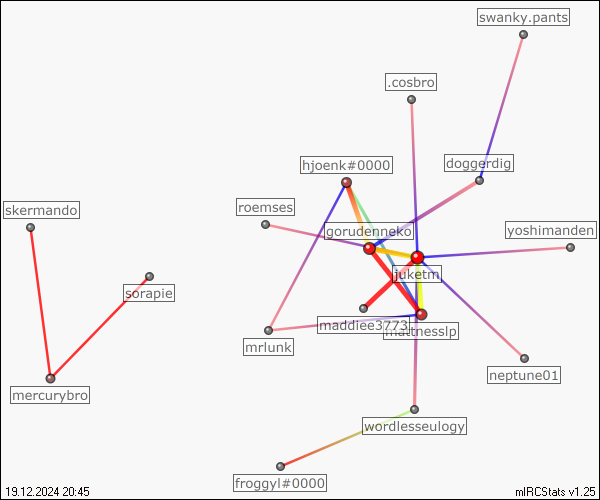 swanky.pants
.cosbro
doggerdig
hjoenk#0000
skermando
roemses
gorudenneko
yoshimanden
juketm
sorapie
maddiee3773
mattnesslp
mrlunk
neptune01
mercurybro
wordlesseulogy
froggyl#0000
19.12.2024 20:45
mIRCStats v1.25